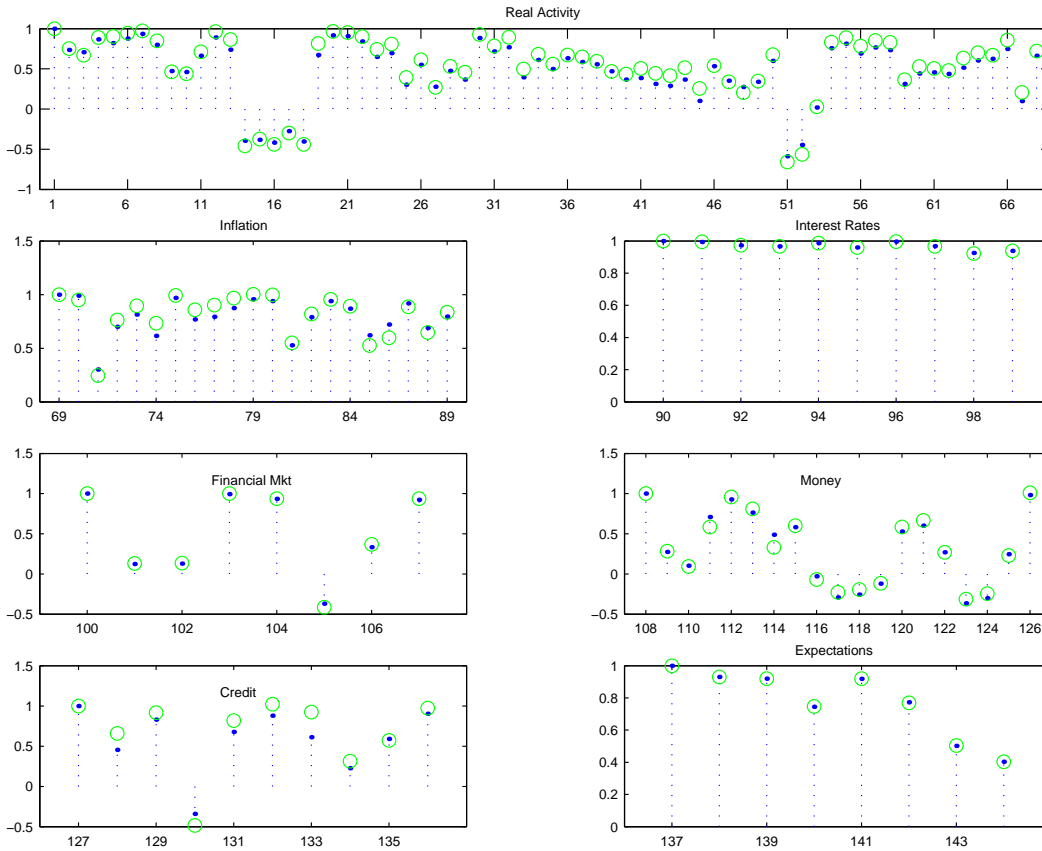 Real Activity
1
0.5
0
−0.5
−1
1 6 11 16 21 26 31 36 41 46 51 56 61 66
Inflation
1.5
1
0.5
0
69 74 79 84 89
Interest Rates
1
0.8
0.6
0.4
0.2
0
90 92 94 96 98
Financial Mkt
1.5
1
0.5
0
−0.5
100 102 104 106
Money
1.5
1
0.5
0
−0.5
108 110 112 114 116 118 120 122 124 126
Credit
1.5
1
0.5
0
−0.5
127 129 131 133 135
Expectations
1
0.8
0.6
0.4
0.2
0
137 139 141 143